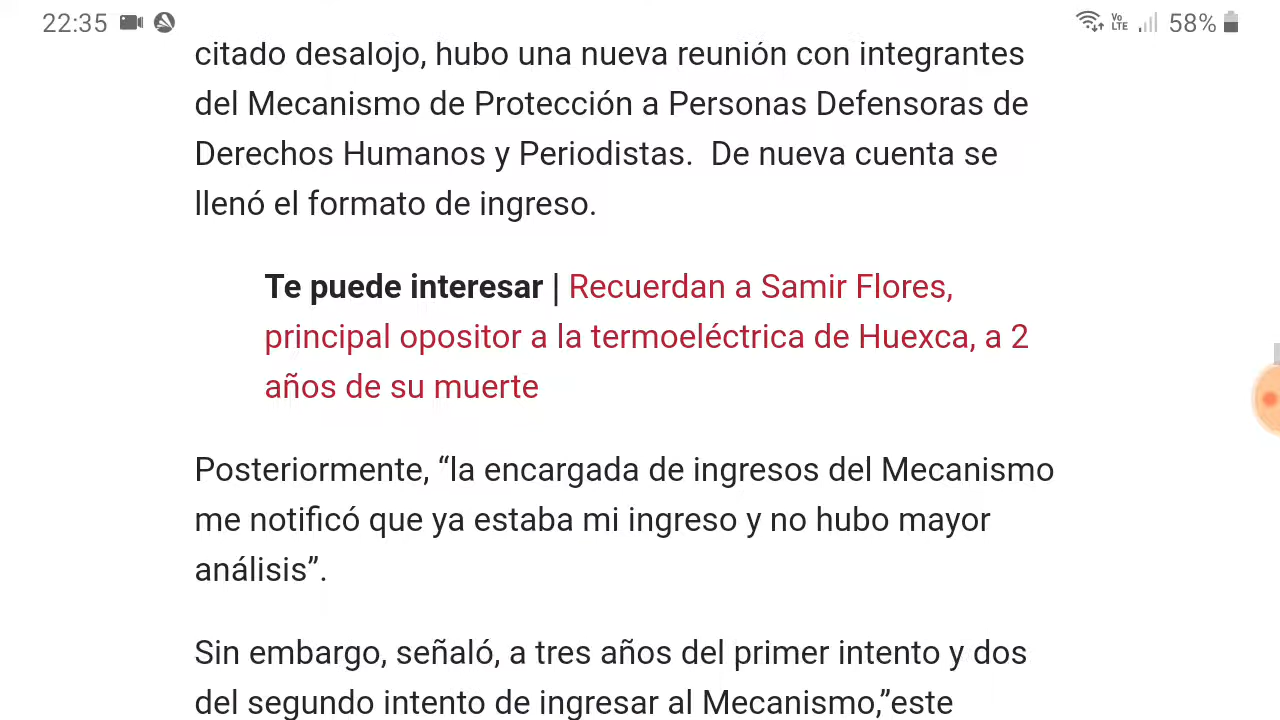 22:35
Vo
LTE
58%
citado desalojo, hubo una nueva reunión con integrantes
del Mecanismo de Protección a Personas Defensoras de
Derechos Humanos y Periodistas.  De nueva cuenta se
llenó el formato de ingreso.
Te puede interesar | Recuerdan a Samir Flores,
principal opositor a la termoeléctrica de Huexca, a 2
años de su muerte
Posteriormente, “la encargada de ingresos del Mecanismo
me notificó que ya estaba mi ingreso y no hubo mayor
análisis”.
Sin embargo, señaló, a tres años del primer intento y dos
del segundo intento de ingresar al Mecanismo,”este